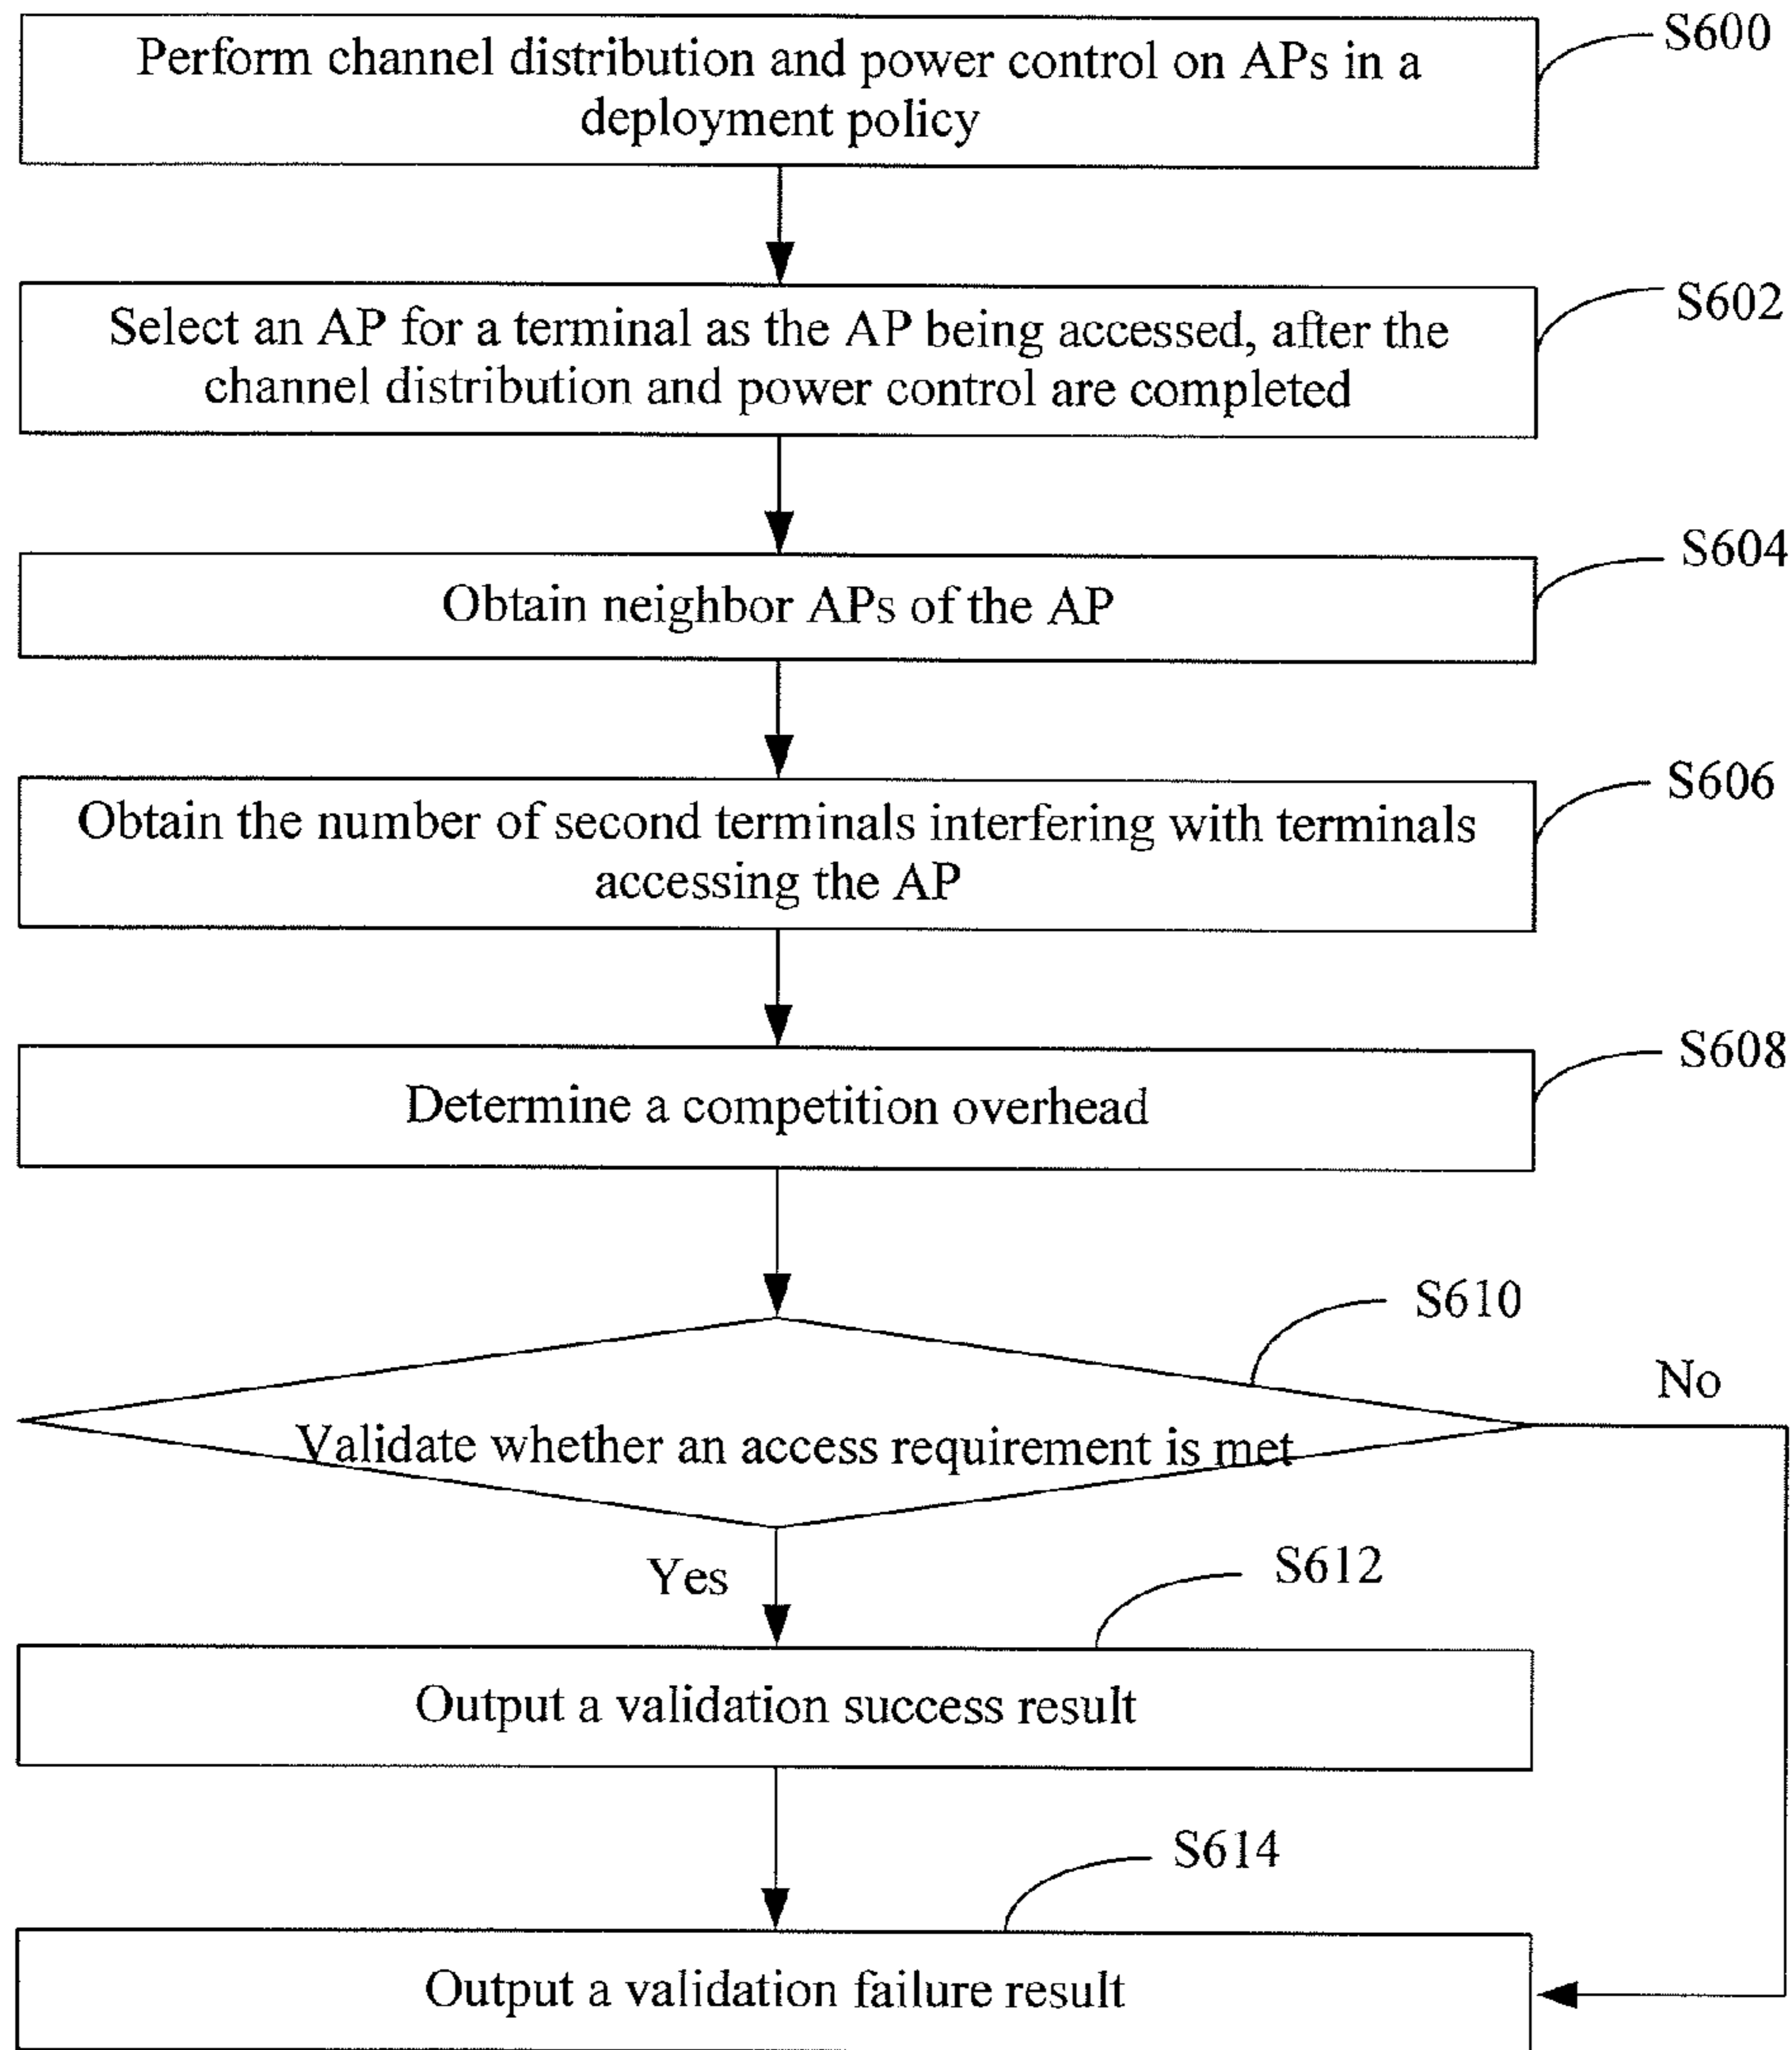 Perform channel distribution and power control on APs in a
deployment policy
S600
Select an AP for a terminal as the AP being accessed, after the
channel distribution and power control are completed
S602
Obtain neighbor APs of the AP
S604
Obtain the number of second terminals interfering with terminals
accessing the AP
S606
Determine a competition overhead
S608
Validate whether an access requirement is met
S610
No
Yes
Output a validation success result
S612
Output a validation failure result
S614